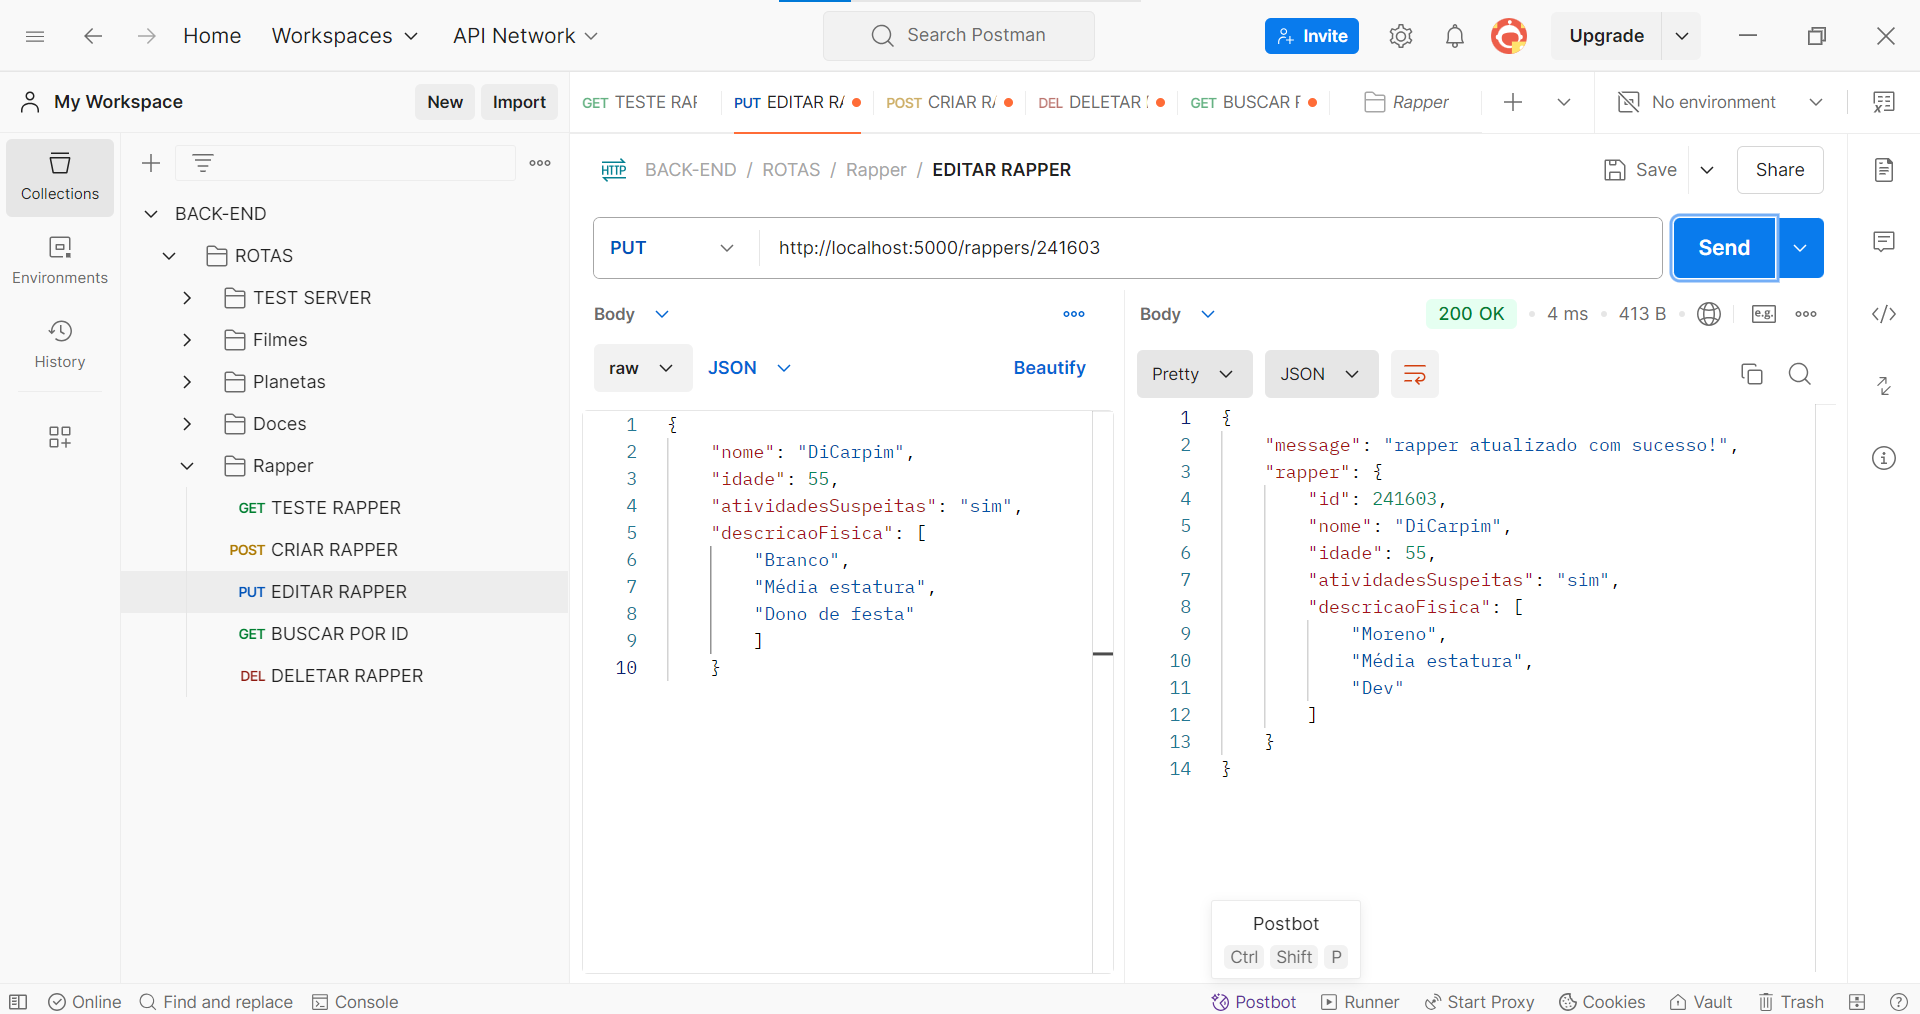 Home Workspaces API Network Search Postman Invite Upgrade
My Workspace New Import GET TESTE RAF PUT EDITAR RA POST CRIAR RA DEL DELETAR GET BUSCAR Rapper No environment
Collections
Environments
History
BACK-END
ROTAS
TEST SERVER
Filmes
Planetas
Doces
Rapper
GET TESTE RAPPER
POST CRIAR RAPPER
PUT EDITAR RAPPER
GET BUSCAR POR ID
DEL DELETAR RAPPER
HTTP BACK-END / ROTAS / Rapper / EDITAR RAPPER Save Share
PUT http://localhost:5000/rappers/241603 Send
Body
raw JSON Beautify
1 {
2 "nome": "DiCarpim",
3 "idade": 55,
4 "atividadesSuspeitas": "sim",
5 "descricaoFisica": [
6 "Branco",
7 "Média estatura",
8 "Dono de festa"
9 ]
10 }
Body 200 OK 4 ms 413 B e.g.
Pretty JSON
1 {
2 "message": "rapper atualizado com sucesso!",
3 "rapper": {
4 "id": 241603,
5 "nome": "DiCarpim",
6 "idade": 55,
7 "atividadesSuspeitas": "sim",
8 "descricaoFisica": [
9 "Moreno",
10 "Média estatura",
11 "Dev"
12 ]
13 }
14 }
Postbot
Ctrl Shift P
Online Find and replace Console Postbot Runner Start Proxy Cookies Vault Trash